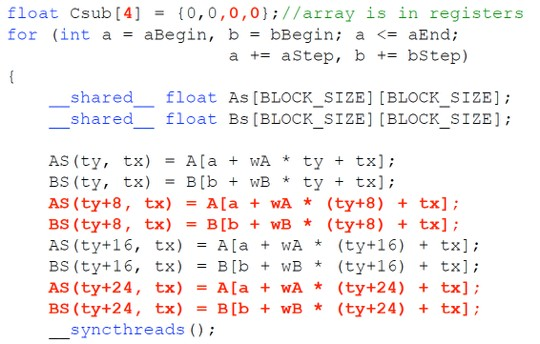 float Csub[4] = {0,0,0,0};//array is in registers
for (int a = aBegin, b = bBegin; a <= aEnd;
a += aStep, b += bStep)
{
__shared__ float As[BLOCK_SIZE][BLOCK_SIZE];
__shared__ float Bs[BLOCK_SIZE][BLOCK_SIZE];
AS(ty, tx) = A[a + wA * ty + tx];
BS(ty, tx) = B[b + wB * ty + tx];
AS(ty+8, tx) = A[a + wA * (ty+8) + tx];
BS(ty+8, tx) = B[b + wB * (ty+8) + tx];
AS(ty+16, tx) = A[a + wA * (ty+16) + tx];
BS(ty+16, tx) = B[b + wB * (ty+16) + tx];
AS(ty+24, tx) = A[a + wA * (ty+24) + tx];
BS(ty+24, tx) = B[b + wB * (ty+24) + tx];
__syncthreads();